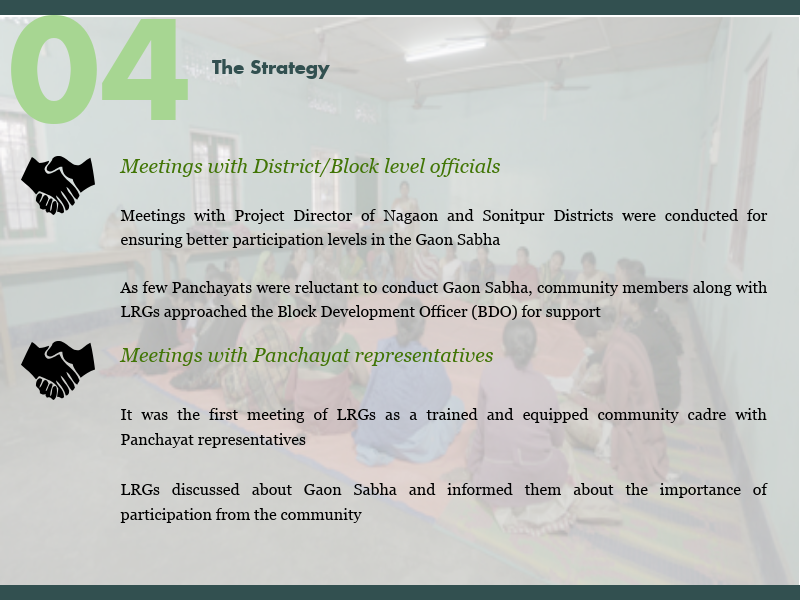 04
The Strategy
Meetings with District/Block level officials
Meetings with Project Director of Nagaon and Sonitpur Districts were conducted for
ensuring better participation levels in the Gaon Sabha
As few Panchayats were reluctant to conduct Gaon Sabha, community members along with
LRGs approached the Block Development Officer (BDO) for support
Meetings with Panchayat representatives
It was the first meeting of LRGs as a trained and equipped community cadre with
Panchayat representatives
LRGs discussed about Gaon Sabha and informed them about the importance of
participation from the community